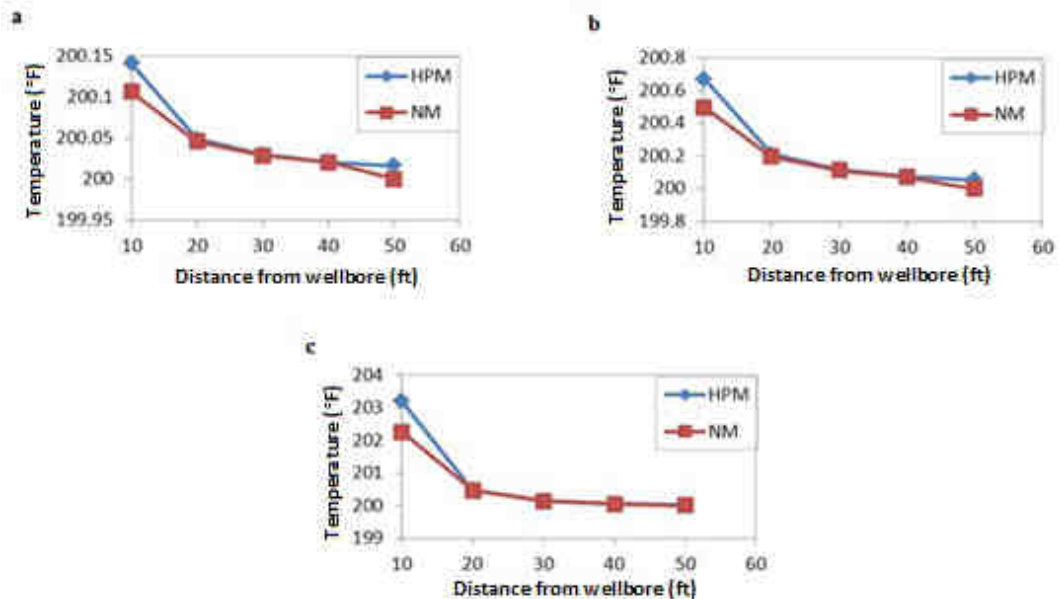 a
Temperature (°F)
200.15
200.1
200.05
200
199.95
10 20 30 40 50 60
Distance from wellbore (ft)
HPM
NM
b
Temperature (°F)
200.8
200.6
200.4
200.2
200
199.8
10 20 30 40 50 60
Distance from wellbore (ft)
HPM
NM
c
Temperature (°F)
204
203
202
201
200
199
10 20 30 40 50 60
Distance from wellbore (ft)
HPM
NM